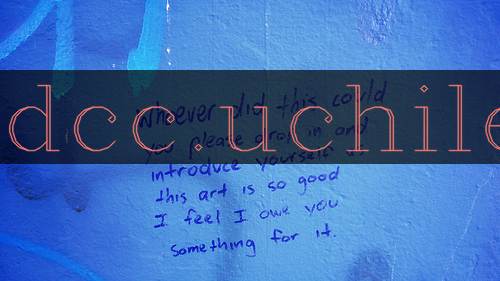 Whoever did this could
dcc.uchile
you please drop in and
introduce yourself
this art is so good
I feel I owe you
something for it.